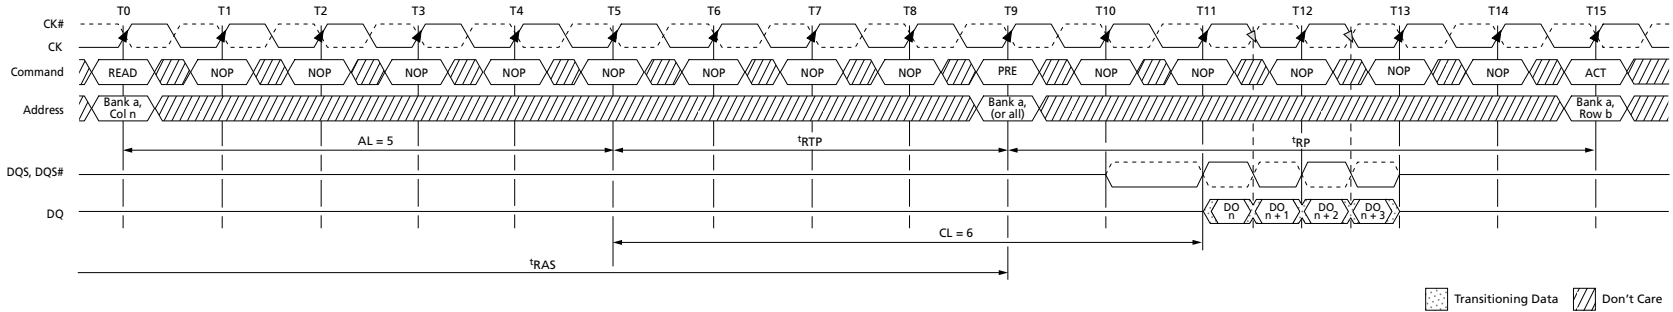 T0 T1 T2 T3 T4 T5 T6 T7 T8 T9 T10 T11 T12 T13 T14 T15
CK#
CK
Command READ NOP NOP NOP NOP NOP NOP NOP NOP PRE NOP NOP NOP NOP NOP ACT
Address Bank a, Col n Bank a, (or all) Bank a, Row b
AL = 5 tRTP tRP
DQS, DQS#
DQ DO n DO n + 1 DO n + 2 DO n + 3
CL = 6
tRAS
Transitioning Data Don't Care